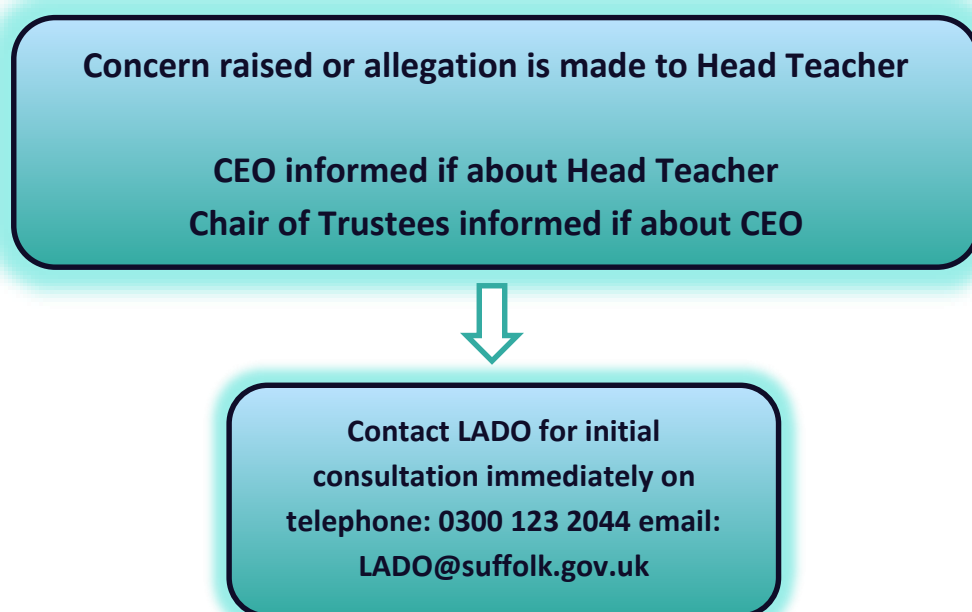 Concern raised or allegation is made to Head Teacher
CEO informed if about Head Teacher
Chair of Trustees informed if about CEO
Contact LADO for initial
consultation immediately on
telephone: 0300 123 2044 email:
LADO@suffolk.gov.uk